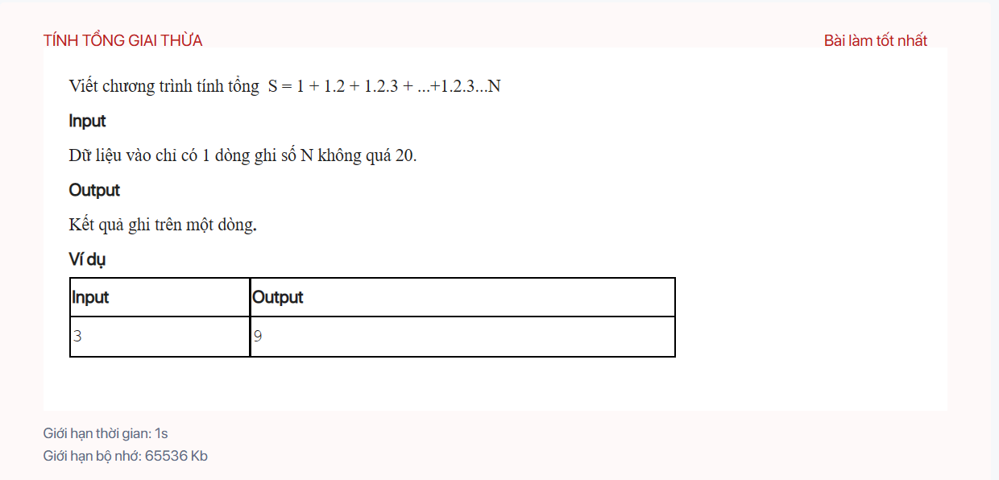 TÍNH TỔNG GIAI THỪA
Bài làm tốt nhất
Viết chương trình tính tổng S = 1 + 1.2 + 1.2.3 + ...+1.2.3...N
Input
Dữ liệu vào chỉ có 1 dòng ghi số N không quá 20.
Output
Kết quả ghi trên một dòng.
Ví dụ
Input Output
3 9
Giới hạn thời gian: 1s
Giới hạn bộ nhớ: 65536 Kb